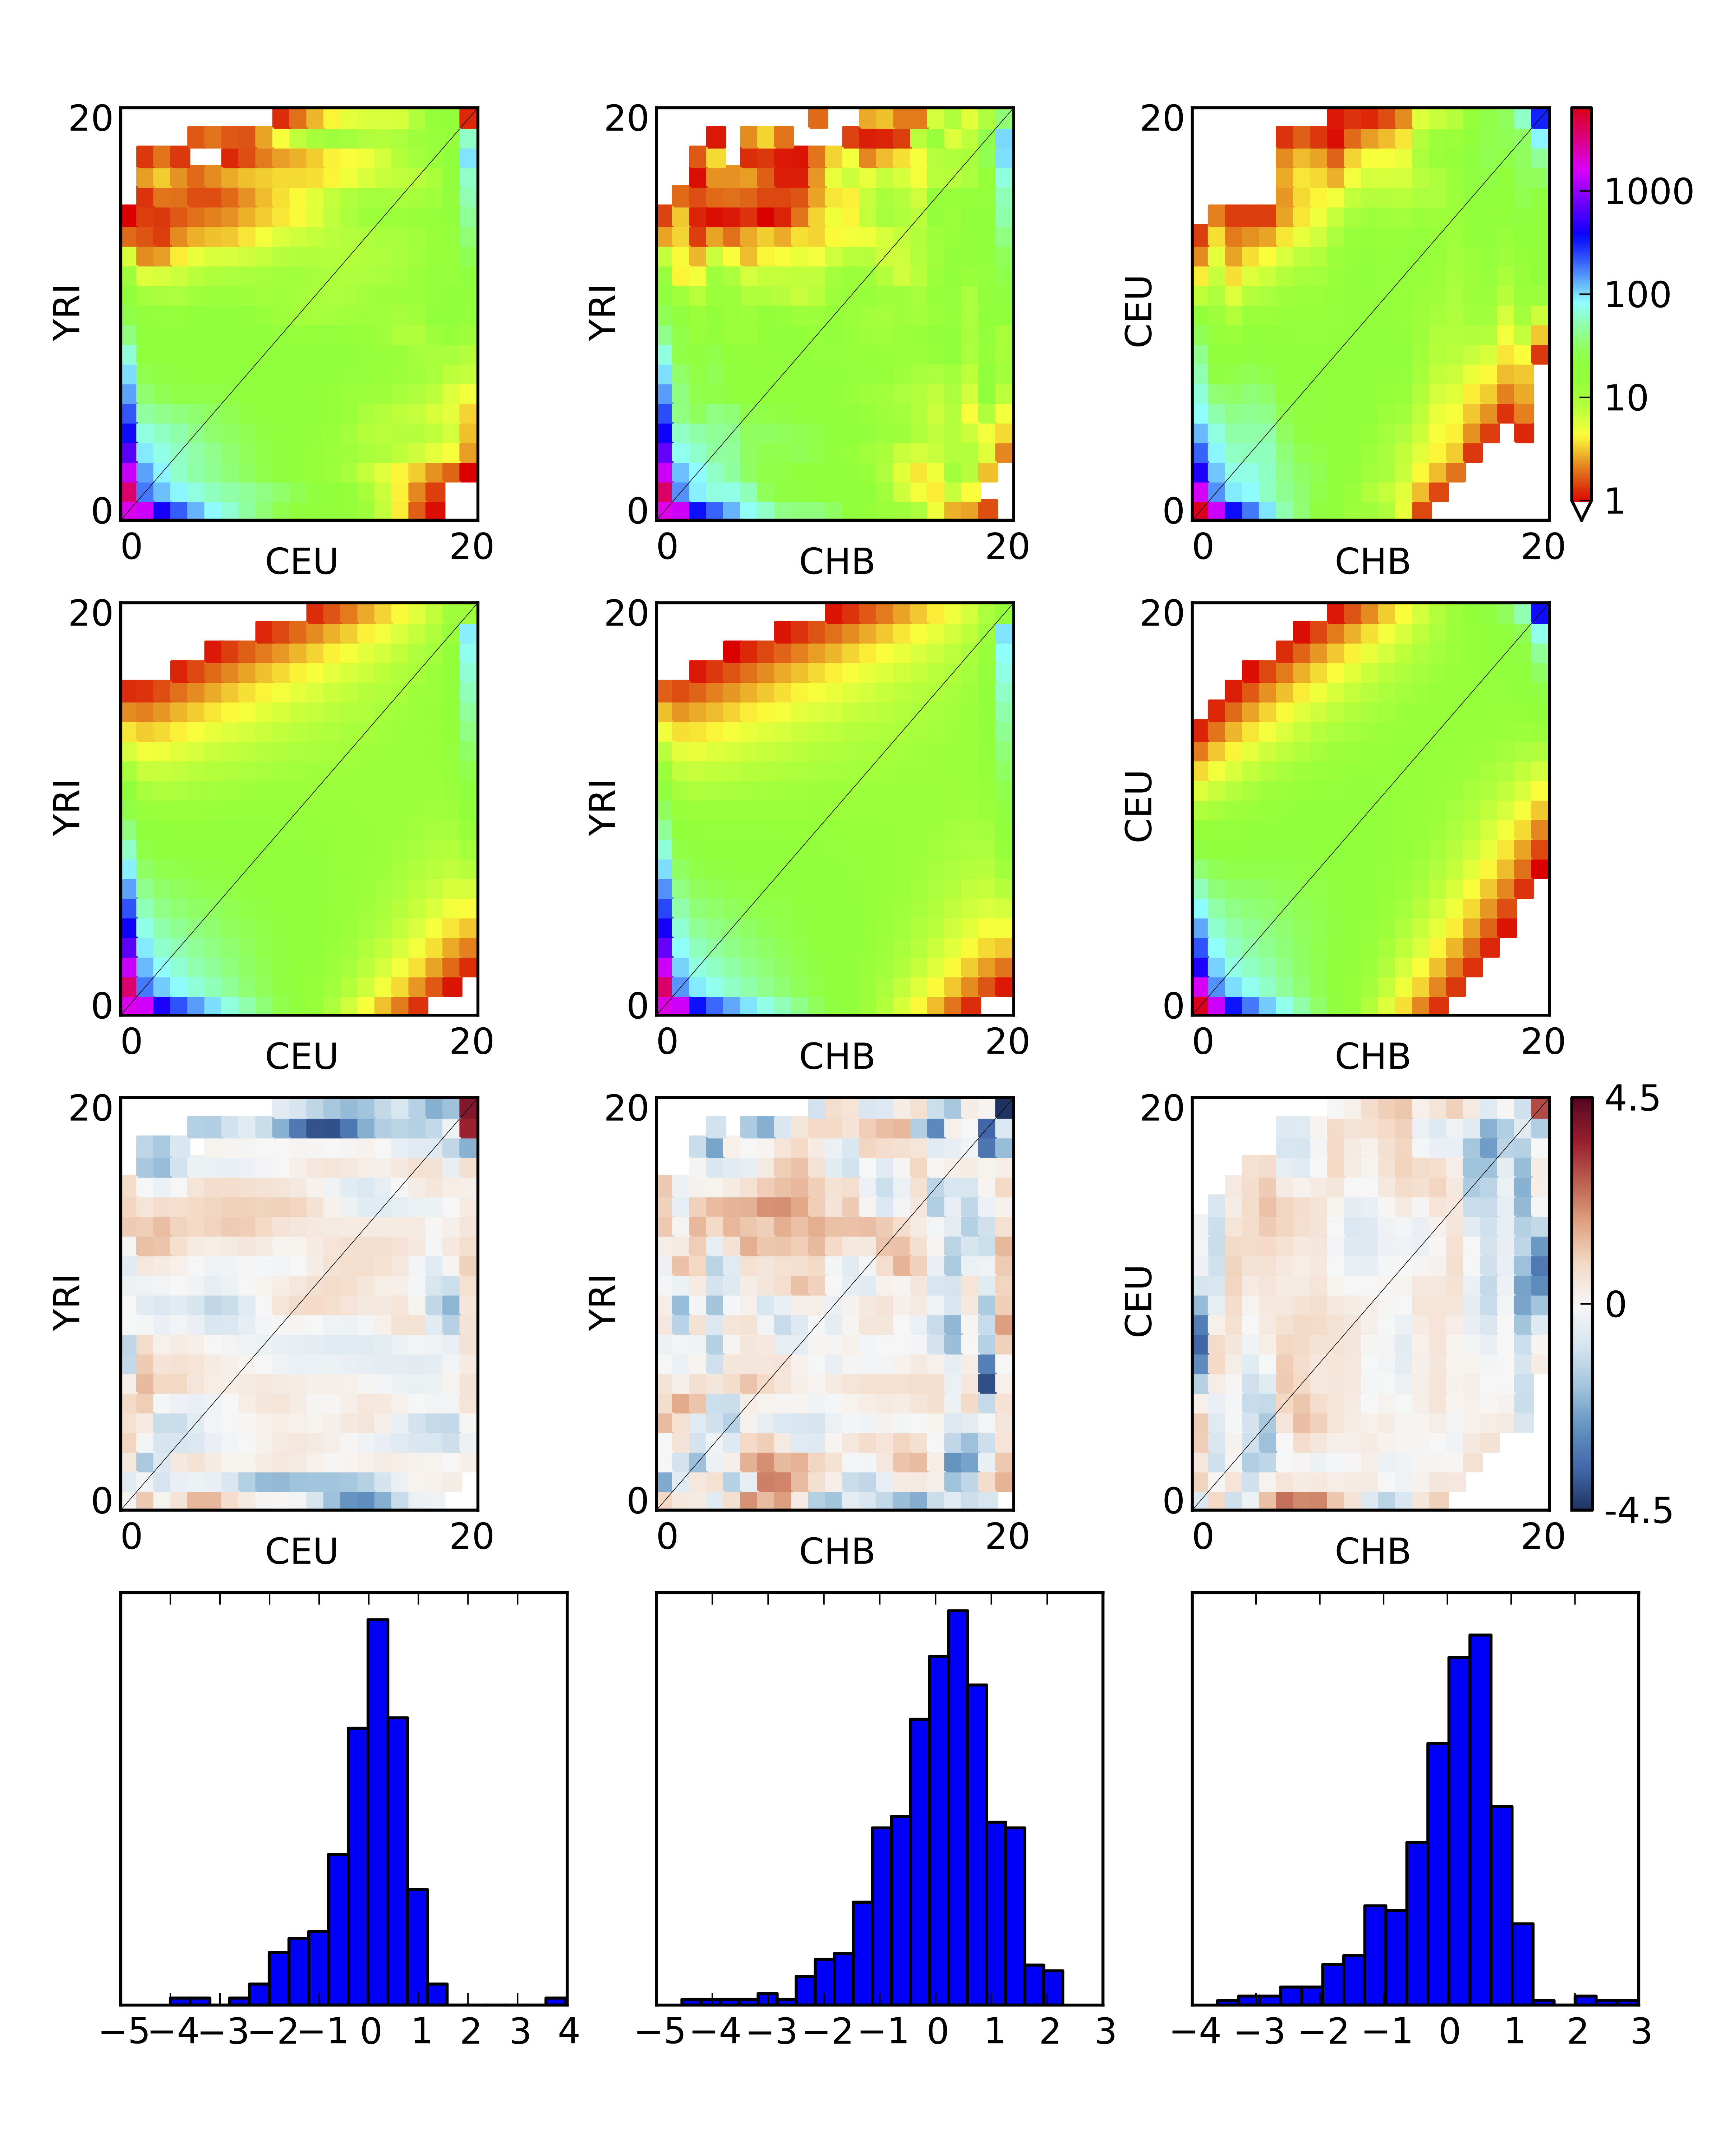 20 20 20
YRI YRI CEU 1000 100 10 1
0 0 0
0 CEU 20 0 CHB 20 0 CHB 20
20 20 20
YRI YRI CEU
0 0 0
0 CEU 20 0 CHB 20 0 CHB 20
20 20 20 4.5
YRI YRI CEU 0
0 0 0 -4.5
0 CEU 20 0 CHB 20 0 CHB 20
−5 −4 −3 −2 −1 0 1 2 3 4 −5 −4 −3 −2 −1 0 1 2 3 −4 −3 −2 −1 0 1 2 3